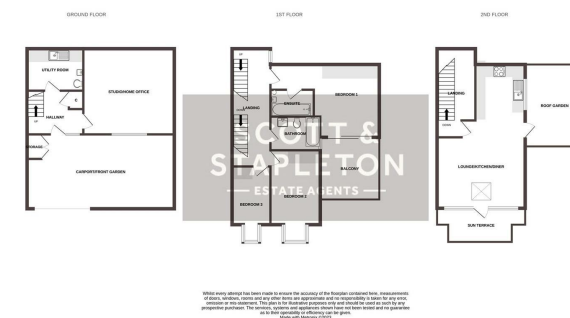 GROUND FLOOR
1ST FLOOR
2ND FLOOR
UTILITY ROOM
STUDIO/HOME OFFICE
HALLWAY
UP
STORAGE
CARPORT/FRONT GARDEN
UP
LANDING
ENSUITE
BEDROOM 1
BATHROOM
BALCONY
BEDROOM 3
BEDROOM 2
SCOTT &
STAPLETON
ESTATE AGENTS
LANDING
DOWN
ROOF GARDEN
LOUNGE/KITCHEN/DINER
SUN TERRACE
Whilst every attempt has been made to ensure the accuracy of the floorplan contained here, measurements
of doors, windows, rooms and any other items are approximate and no responsibility is taken for any error,
omission or mis-statement. This plan is for illustrative purposes only and should be used as such by any
prospective purchaser. The services, systems and appliances shown have not been tested and no guarantee
as to their operability or efficiency can be given.
Made with Metropix ©2023